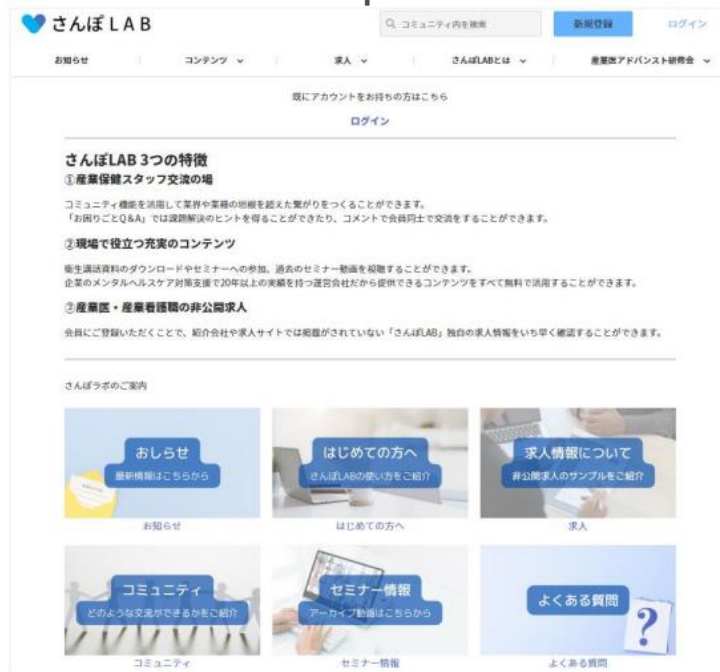 さんぽLAB
コミュニティ内を検索
新規登録
ログイン
お知らせ
コンテンツ
求人
さんぽLABとは
産業医アドバンスト研修会
既にアカウントをお持ちの方はこちら
ログイン
さんぽLAB 3つの特徴
①産業保健スタッフ交流の場
コミュニティ機能を活用して業界や業種の垣根を超えた繋がりをつくることができます。
「お困りごとQ&A」では課題解決のヒントを得ることができたり、コメントで会員同士で交流をすることができます。
②現場で役立つ充実のコンテンツ
衛生講話資料のダウンロードやセミナーへの参加、過去のセミナー動画を視聴することができます。
企業のメンタルヘルスケア対策支援で20年以上の実績を持つ運営会社だから提供できるコンテンツをすべて無料で活用することができます。
③産業医・産業看護職の非公開求人
会員にご登録いただくことで、紹介会社や求人サイトでは掲載がされていない「さんぽLAB」独自の求人情報をいち早く確認することができます。
さんぽラボのご案内
おしらせ
最新情報はこちらから
お知らせ
はじめての方へ
さんぽLABの使い方をご紹介
はじめての方へ
求人情報について
非公開求人のサンプルをご紹介
求人
コミュニティ
どのような交流ができるかをご紹介
コミュニティ
セミナー情報
アーカイブ動画はこちらから
セミナー情報
よくある質問
?
よくある質問